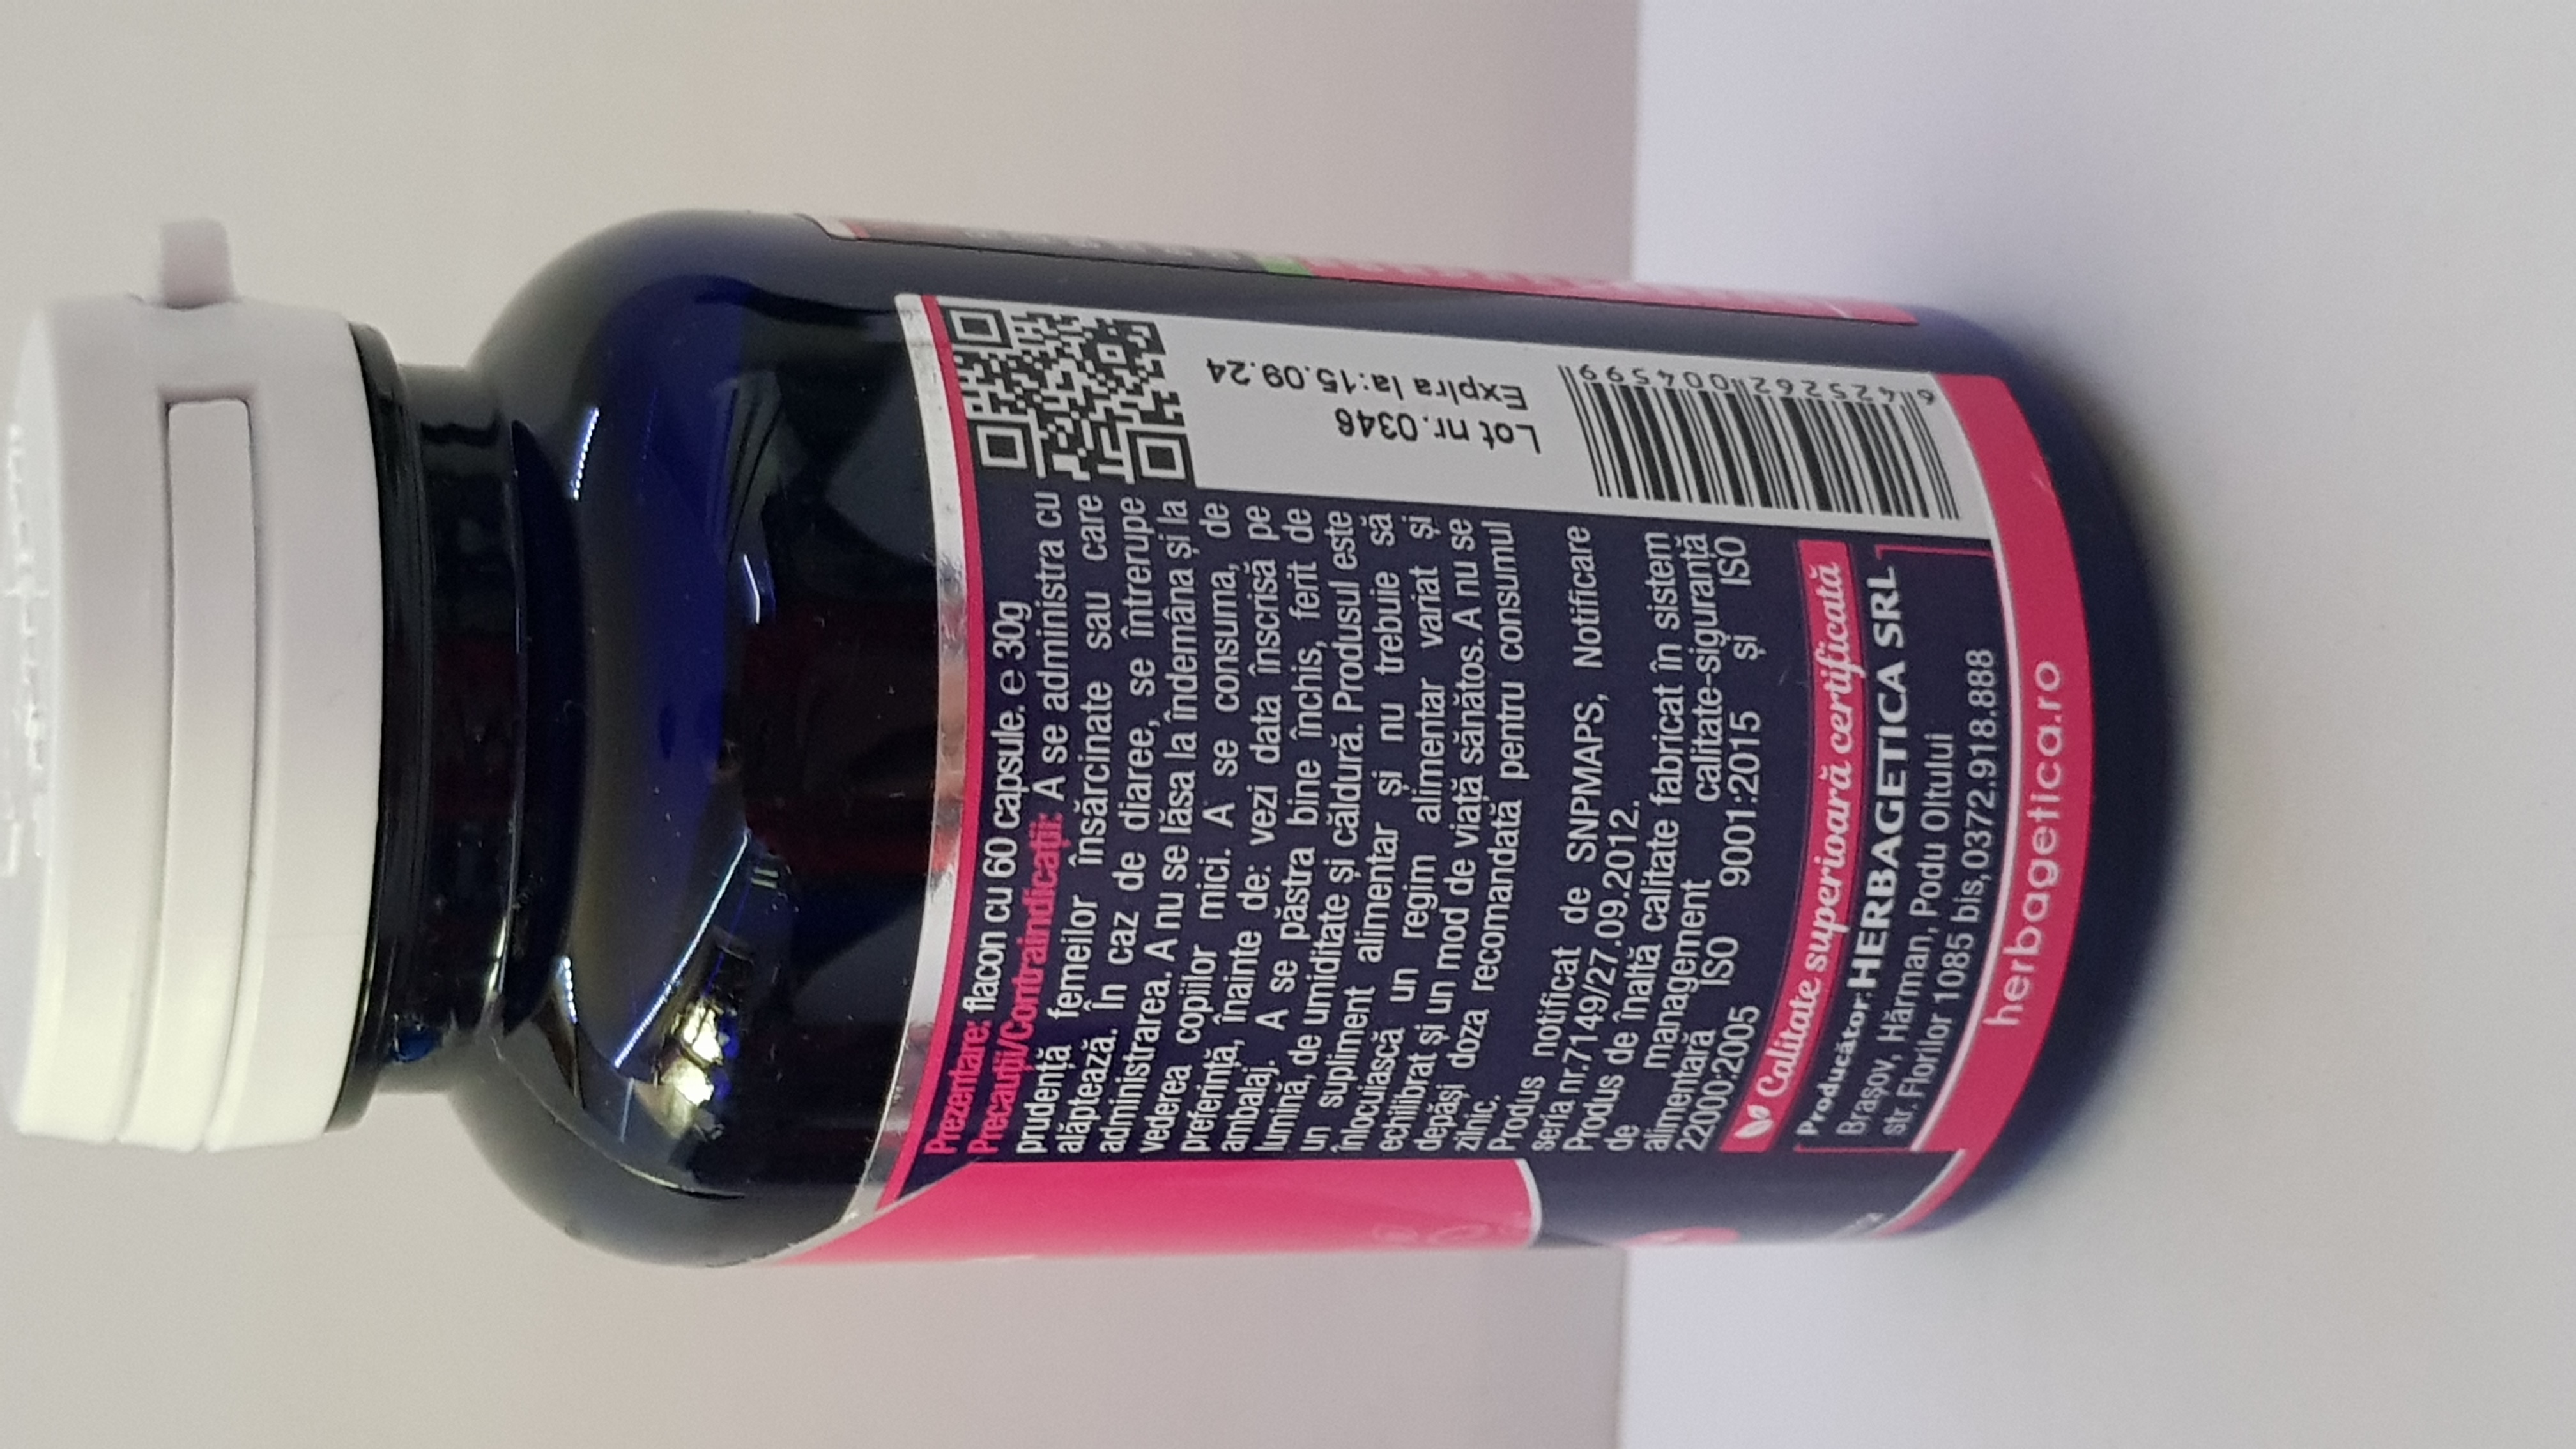 Prezentare: flacon cu 60 capsule. ℮ 30g
Precauții/Contraindicații: A se administra cu
prudență femeilor însărcinate sau care
alăptează. În caz de diaree, se întrerupe
administrarea. A nu se lăsa la îndemâna și la
vederea copiilor mici. A se consuma, de
preferință, înainte de: vezi data înscrisă pe
ambalaj. A se păstra bine închis, ferit de
lumină, de umiditate și căldură. Produsul este
un supliment alimentar și nu trebuie să
înlocuiască un regim alimentar variat și
echilibrat și un mod de viață sănătos. A nu se
depăși doza recomandată pentru consumul
zilnic.
Produs notificat de SNPMAPS, Notificare
seria nr.7149/27.09.2012.
Produs de înaltă calitate fabricat în sistem
de management calitate-siguranță
alimentară ISO 9001:2015 și ISO
22000:2005
Calitate superioară certificată
Producător: HERBAGETICA SRL
Brașov, Hărman, Podu Oltului
str. Florilor 1085 bis, 0372.918.888
herbagetica.ro
Lot nr.0346
Expira la:15.09.24
6425262004599